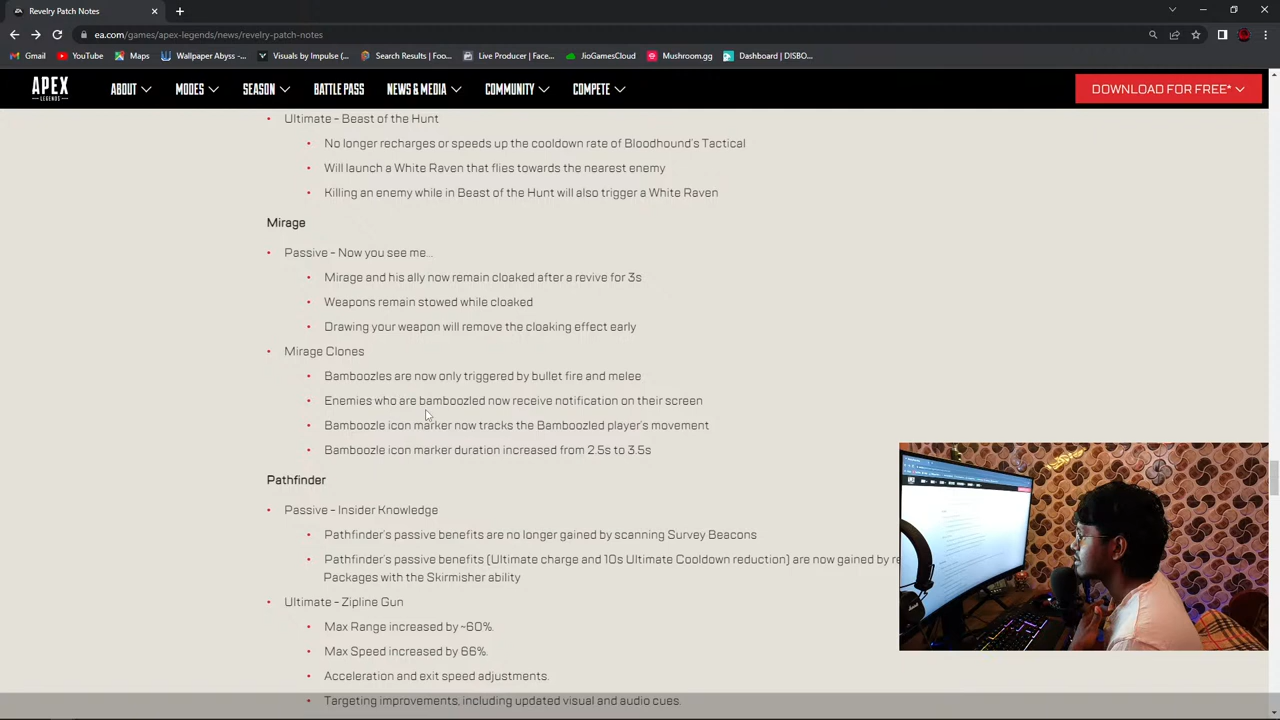 Revelry Patch Notes
ea.com/games/apex-legends/news/revelry-patch-notes
Gmail YouTube Maps Wallpaper Abyss -... Visuals by Impulse (... Search Results | Foo... Live Producer | Face... JioGamesCloud Mushroom.gg Dashboard | DISBO...
APEX
LEGENDS
ABOUT MODES SEASON BATTLE PASS NEWS & MEDIA COMMUNITY COMPETE DOWNLOAD FOR FREE*
Ultimate – Beast of the Hunt
No longer recharges or speeds up the cooldown rate of Bloodhound's Tactical
Will launch a White Raven that flies towards the nearest enemy
Killing an enemy while in Beast of the Hunt will also trigger a White Raven
Mirage
Passive – Now you see me...
Mirage and his ally now remain cloaked after a revive for 3s
Weapons remain stowed while cloaked
Drawing your weapon will remove the cloaking effect early
Mirage Clones
Bamboozles are now only triggered by bullet fire and melee
Enemies who are bamboozled now receive notification on their screen
Bamboozle icon marker now tracks the Bamboozled player's movement
Bamboozle icon marker duration increased from 2.5s to 3.5s
Pathfinder
Passive – Insider Knowledge
Pathfinder's passive benefits are no longer gained by scanning Survey Beacons
Pathfinder's passive benefits (Ultimate charge and 10s Ultimate Cooldown reduction) are now gained by
Packages with the Skirmisher ability
Ultimate – Zipline Gun
Max Range increased by ~60%.
Max Speed increased by 66%.
Acceleration and exit speed adjustments.
Targeting improvements, including updated visual and audio cues.